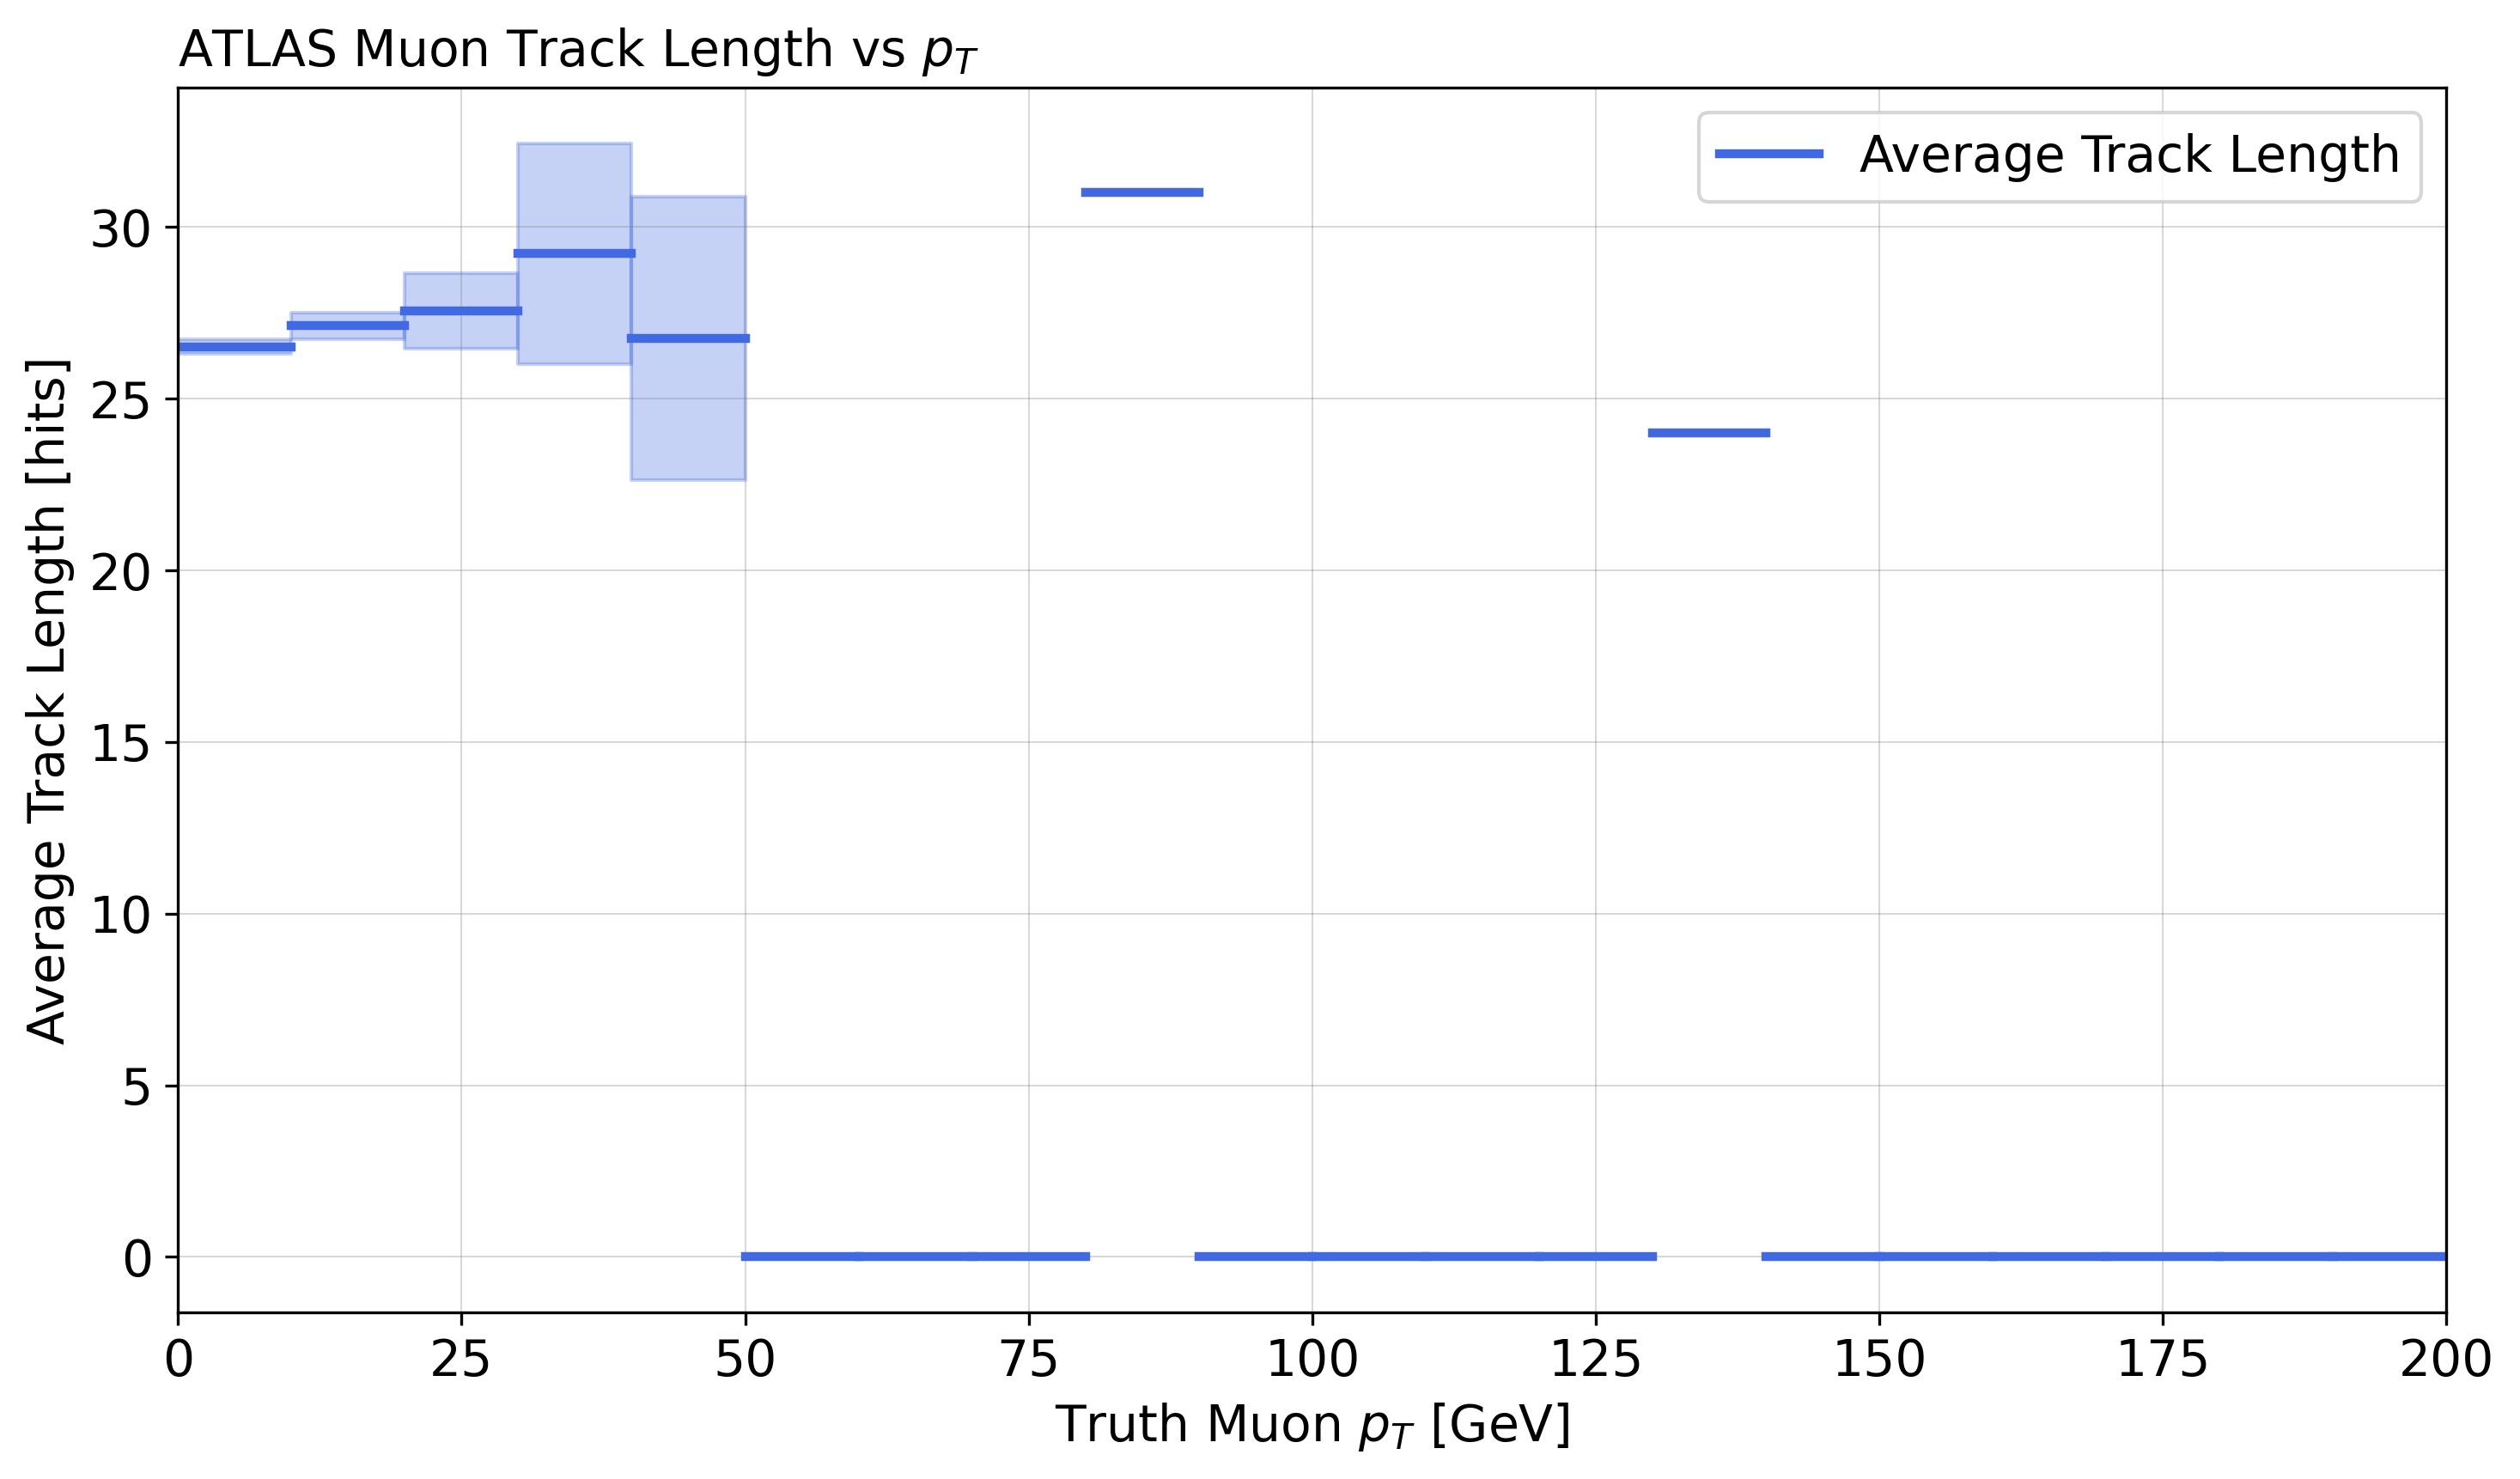 ATLAS Muon Track Length vs p_T
Average Track Length
Average Track Length [hits]
30
25
20
15
10
5
0
0 25 50 75 100 125 150 175 200
Truth Muon p_T [GeV]